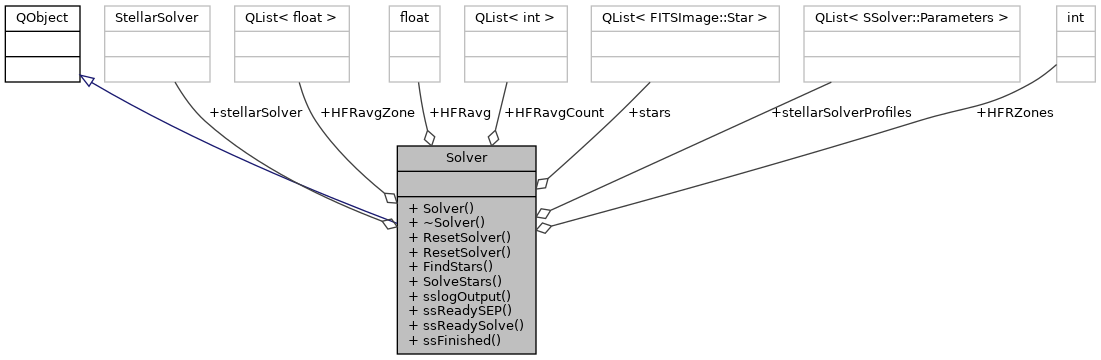 QObject
StellarSolver
QList< float >
float
QList< int >
QList< FITSImage::Star >
QList< SSolver::Parameters >
int
+stellarSolver
+HFRavgZone
+HFRavg
+HFRavgCount
+stars
+stellarSolverProfiles
+HFRZones
Solver
+ Solver()
+ ~Solver()
+ ResetSolver()
+ ResetSolver()
+ FindStars()
+ SolveStars()
+ sslogOutput()
+ ssReadySEP()
+ ssReadySolve()
+ ssFinished()